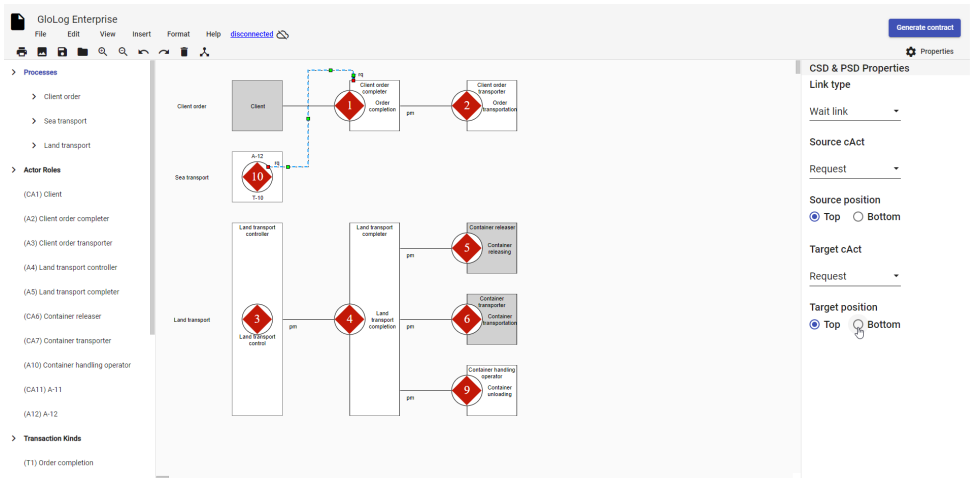 GloLog Enterprise
File Edit View Insert Format Help disconnected
Generate contract
Properties
Processes
Client order
Sea transport
Land transport
Actor Roles
(CA1) Client
(A2) Client order completer
(A3) Client order transporter
(A4) Land transport controller
(A5) Land transport completer
(CA6) Container releaser
(CA7) Container transporter
(A10) Container handling operator
(CA11) A-11
(A12) A-12
Transaction Kinds
(T1) Order completion
Client order
Client
rq
Client order
completer
1
Order
completion
pm
Client order
transporter
2
Order
transportation
Sea transport
A-12
rq
10
T-10
Land transport
Land transport
controller
3
Land transport
control
pm
Land transport
completer
4
Land
transport
completion
pm
Container releaser
5
Container
releasing
pm
Container
transporter
6
Container
transportation
pm
Container handling
operator
9
Container
unloading
CSD & PSD Properties
Link type
Wait link
Source cAct
Request
Source position
Top Bottom
Target cAct
Request
Target position
Top Bottom